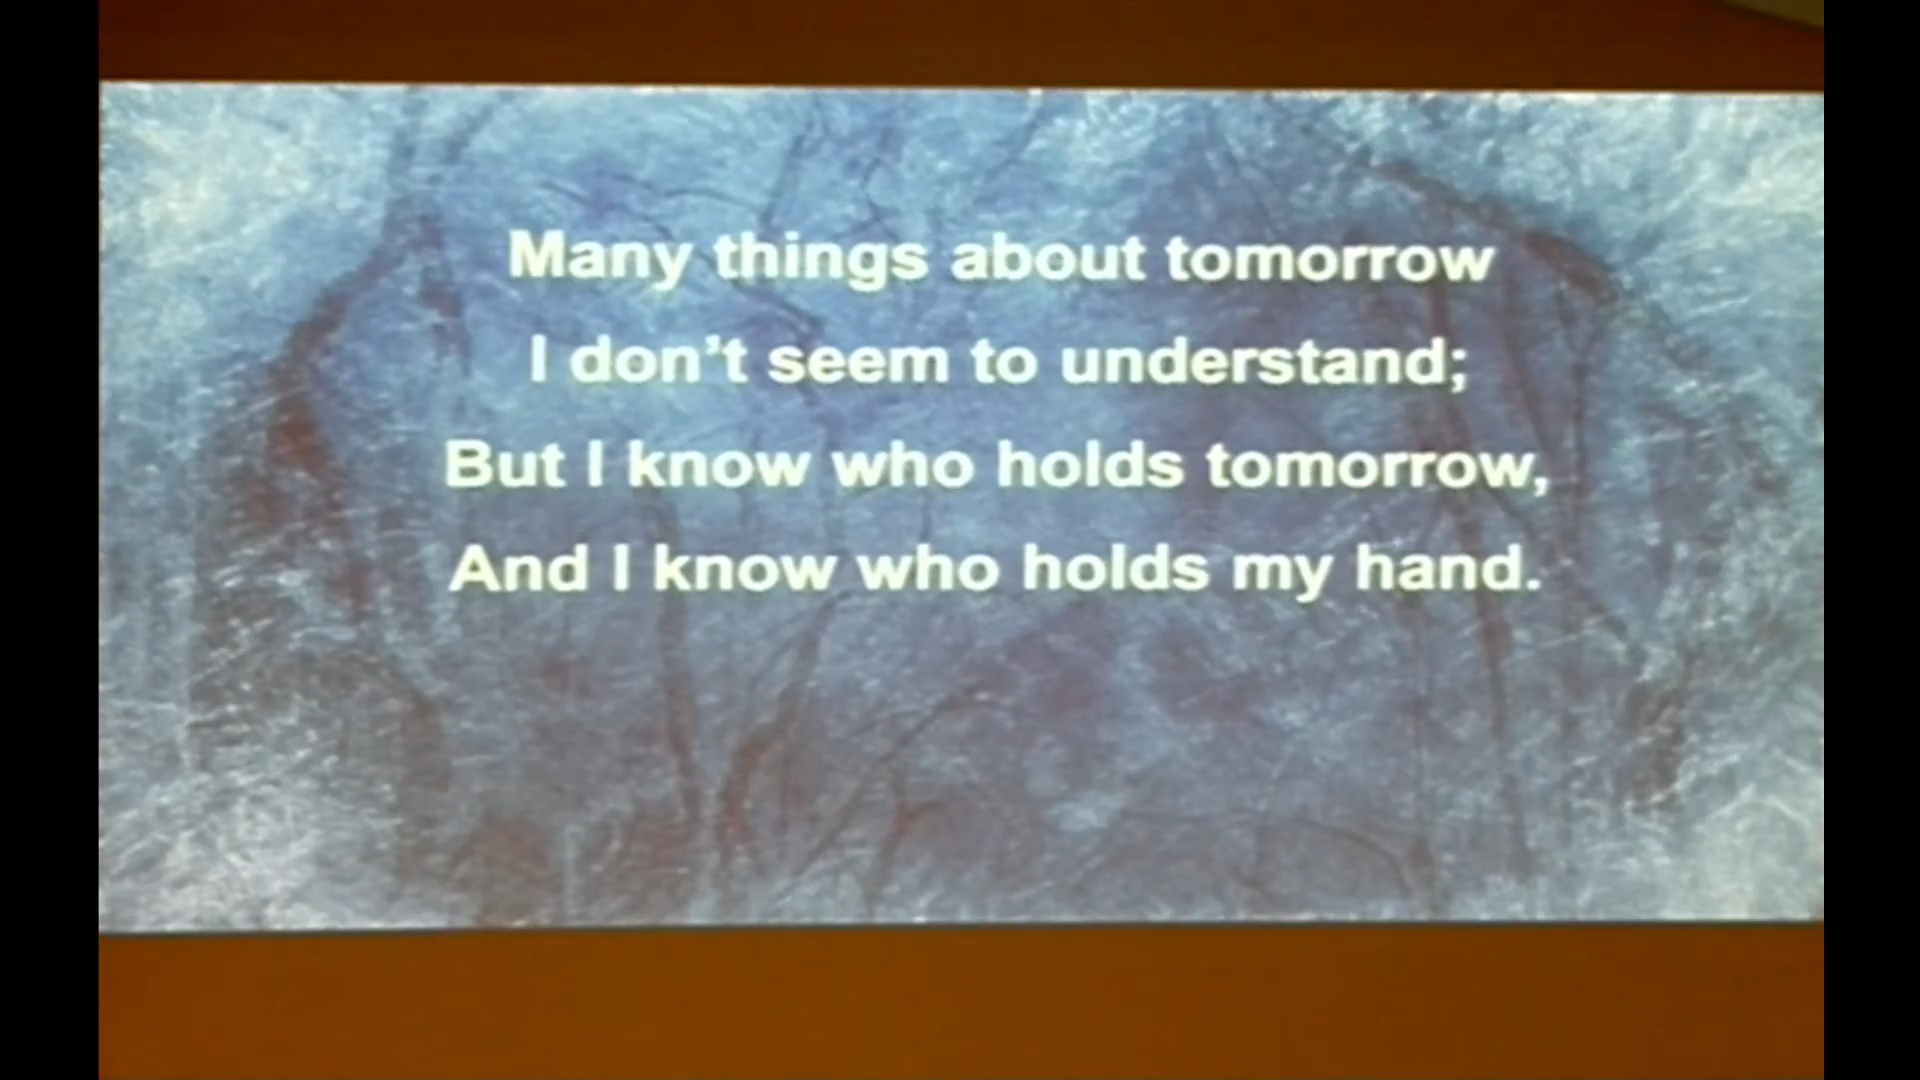 Many things about tomorrow
I don’t seem to understand;
But I know who holds tomorrow,
And I know who holds my hand.